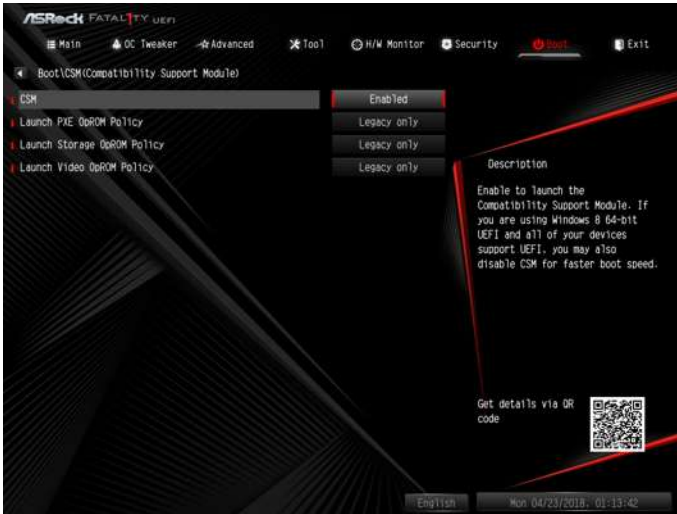 ASRock FATAL1TY UEFI
Main OC Tweaker Advanced Tool H/W Monitor Security Boot Exit
Boot\CSM(Compatibility Support Module)
CSM Enabled
Launch PXE OpROM Policy Legacy only
Launch Storage OpROM Policy Legacy only
Launch Video OpROM Policy Legacy only
Description
Enable to launch the
Compatibility Support Module. If
you are using Windows 8 64-bit
UEFI and all of your devices
support UEFI, you may also
disable CSM for faster boot speed.
Get details via QR
code
English Mon 04/23/2018, 01:13:42